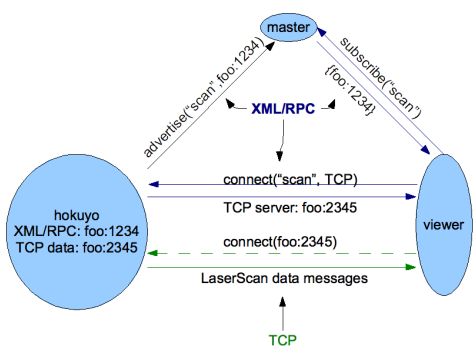 master
advertise("scan",foo:1234)
subscribe("scan")
{foo:1234}
XML/RPC
connect("scan", TCP)
hokuyo
XML/RPC: foo:1234
TCP data: foo:2345
TCP server: foo:2345
viewer
connect(foo:2345)
LaserScan data messages
TCP